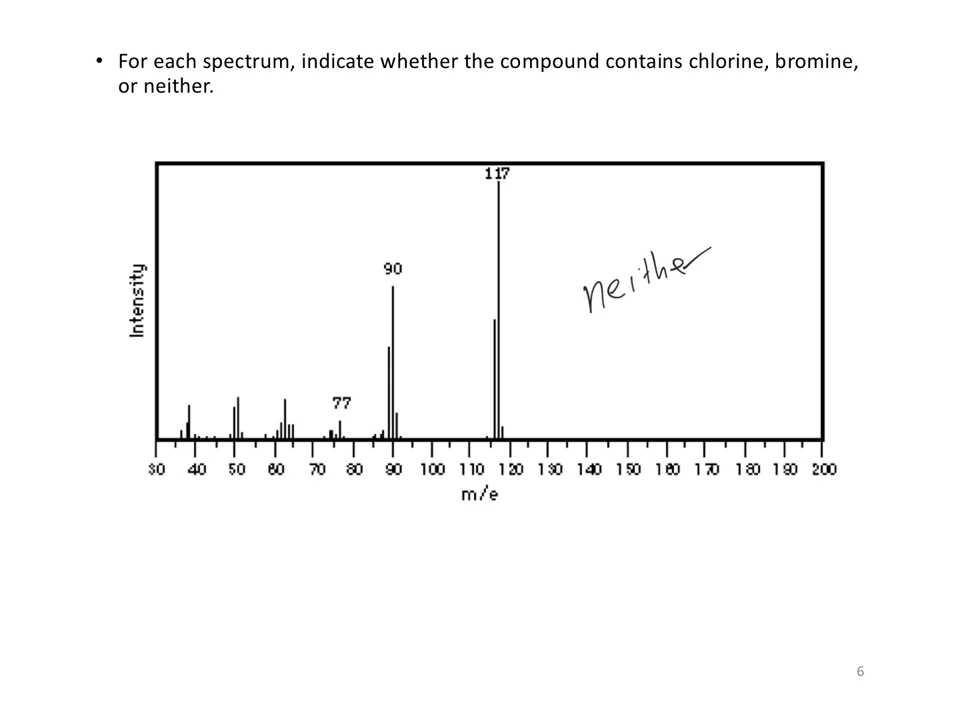 • For each spectrum, indicate whether the compound contains chlorine, bromine,
or neither.
117
90
neither
Intensity
77
30 40 50 60 70 80 90 100 110 120 130 140 150 160 170 180 190 200
m/e
6